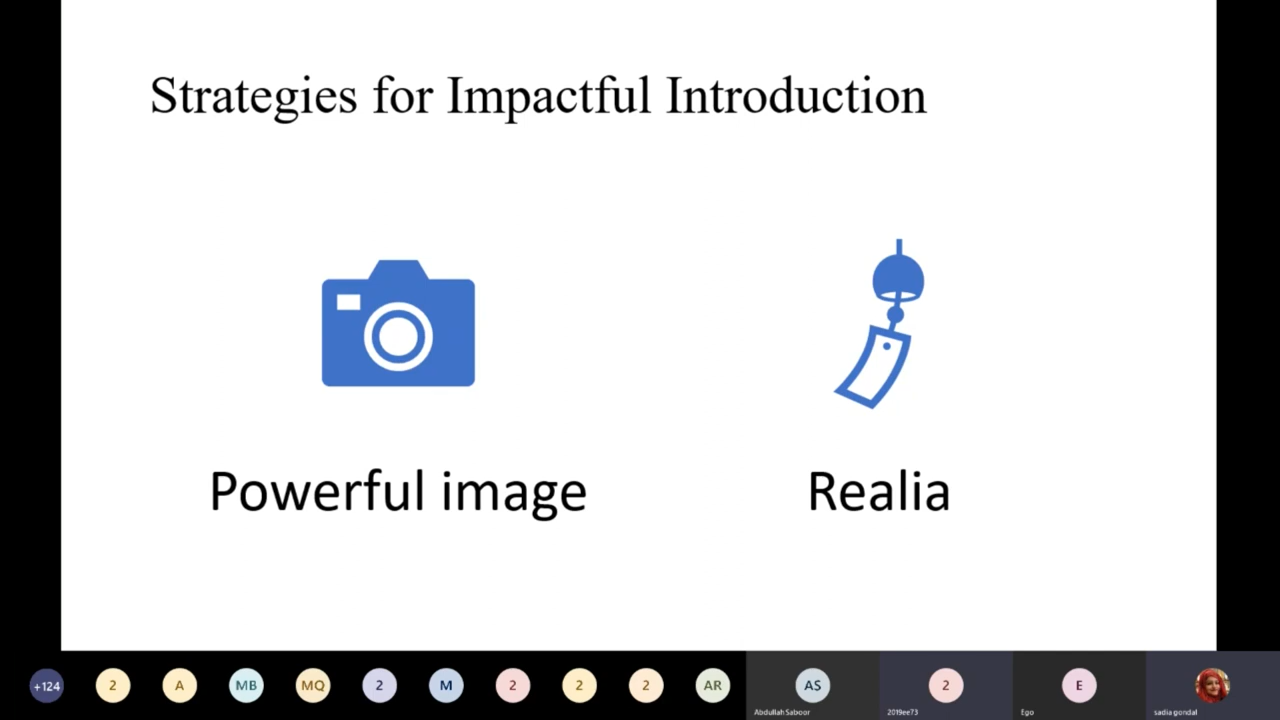 Strategies for Impactful Introduction
Powerful image
Realia
+124
2
A
MB
MQ
2
M
2
2
2
AR
AS
2
E
Abdullah Saboor
2019ee73
Ego
sadia gondal